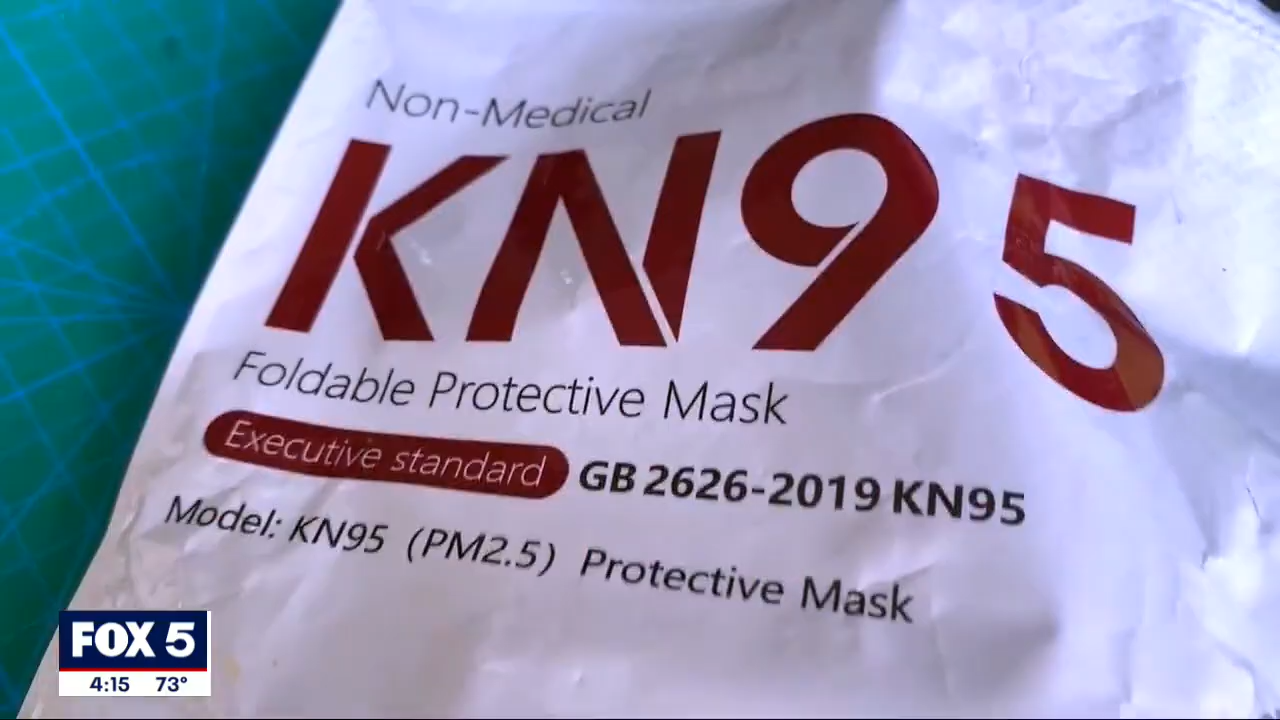 Non-Medical
KN95
Foldable Protective Mask
Executive standard GB 2626-2019 KN95
Model: KN95 (PM2.5) Protective Mask
FOX 5
4:15 73°